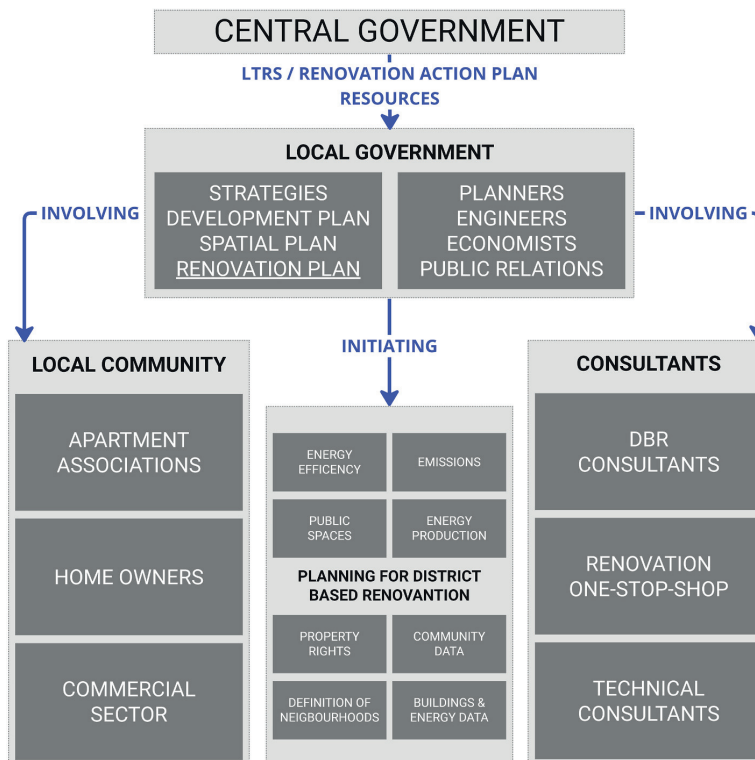 CENTRAL GOVERNMENT
LTRS / RENOVATION ACTION PLAN
RESOURCES
LOCAL GOVERNMENT
STRATEGIES
DEVELOPMENT PLAN
SPATIAL PLAN
RENOVATION PLAN
PLANNERS
ENGINEERS
ECONOMISTS
PUBLIC RELATIONS
INVOLVING
INVOLVING
INITIATING
LOCAL COMMUNITY
APARTMENT
ASSOCIATIONS
HOME OWNERS
COMMERCIAL
SECTOR
ENERGY
EFFICENCY
EMISSIONS
PUBLIC
SPACES
ENERGY
PRODUCTION
PLANNING FOR DISTRICT
BASED RENOVANTION
PROPERTY
RIGHTS
COMMUNITY
DATA
DEFINITION OF
NEIGBOURHOODS
BUILDINGS &
ENERGY DATA
CONSULTANTS
DBR
CONSULTANTS
RENOVATION
ONE-STOP-SHOP
TECHNICAL
CONSULTANTS